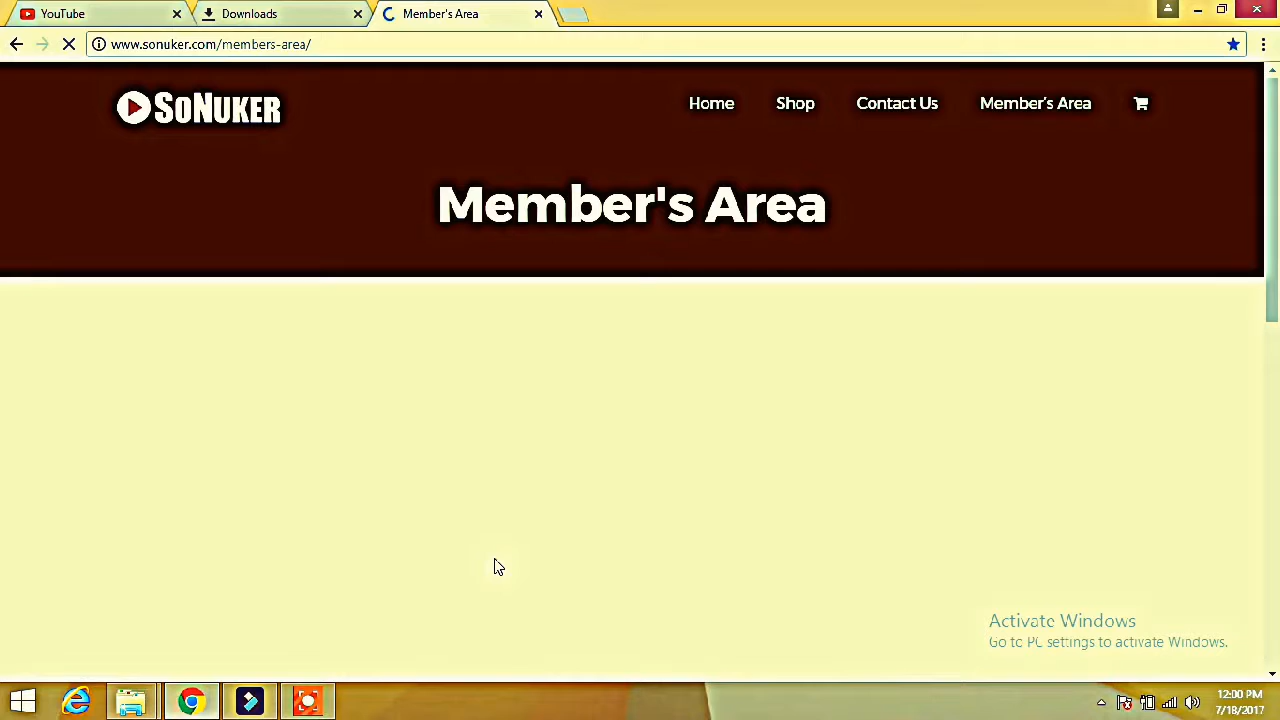 YouTube
Downloads
Member's Area
www.sonuker.com/members-area/
SONUKER
Home
Shop
Contact Us
Member's Area
Member's Area
Activate Windows
Go to PC settings to activate Windows.
12:00 PM
7/18/2017